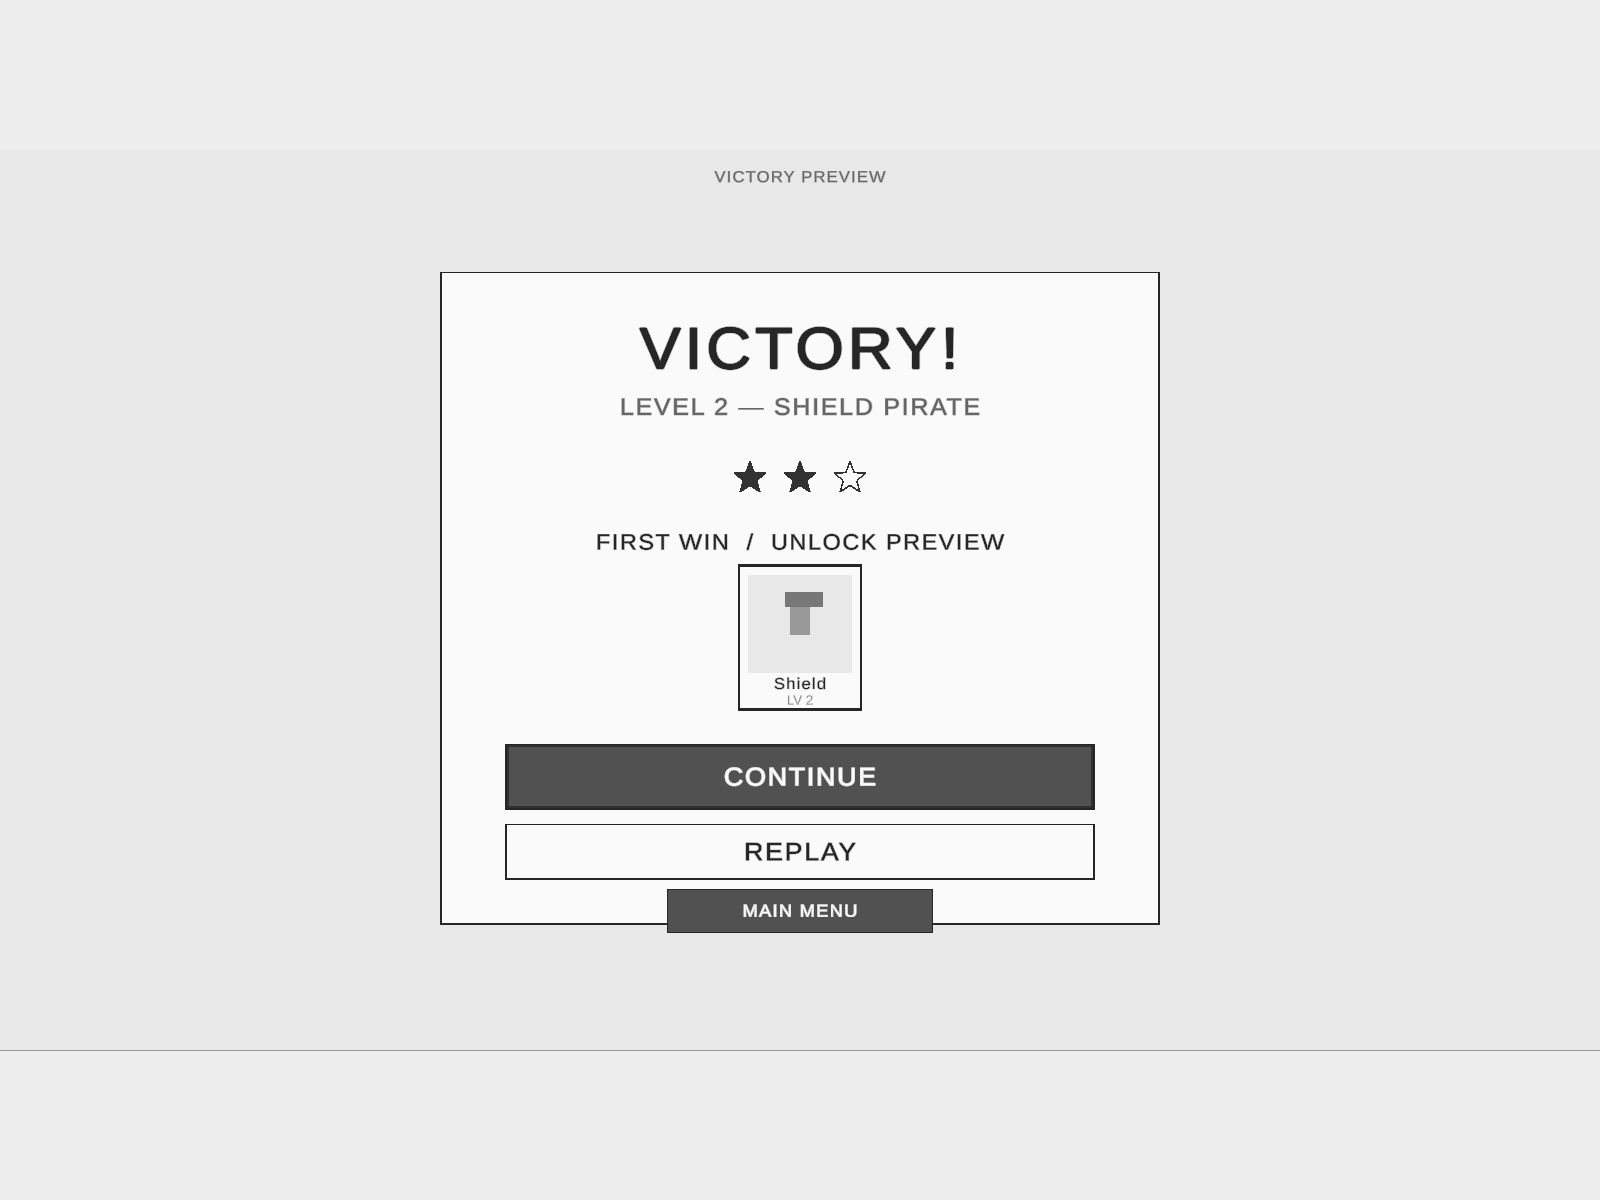 VICTORY PREVIEW
VICTORY!
LEVEL 2 — SHIELD PIRATE
FIRST WIN / UNLOCK PREVIEW
Shield
LV 2
CONTINUE
REPLAY
MAIN MENU